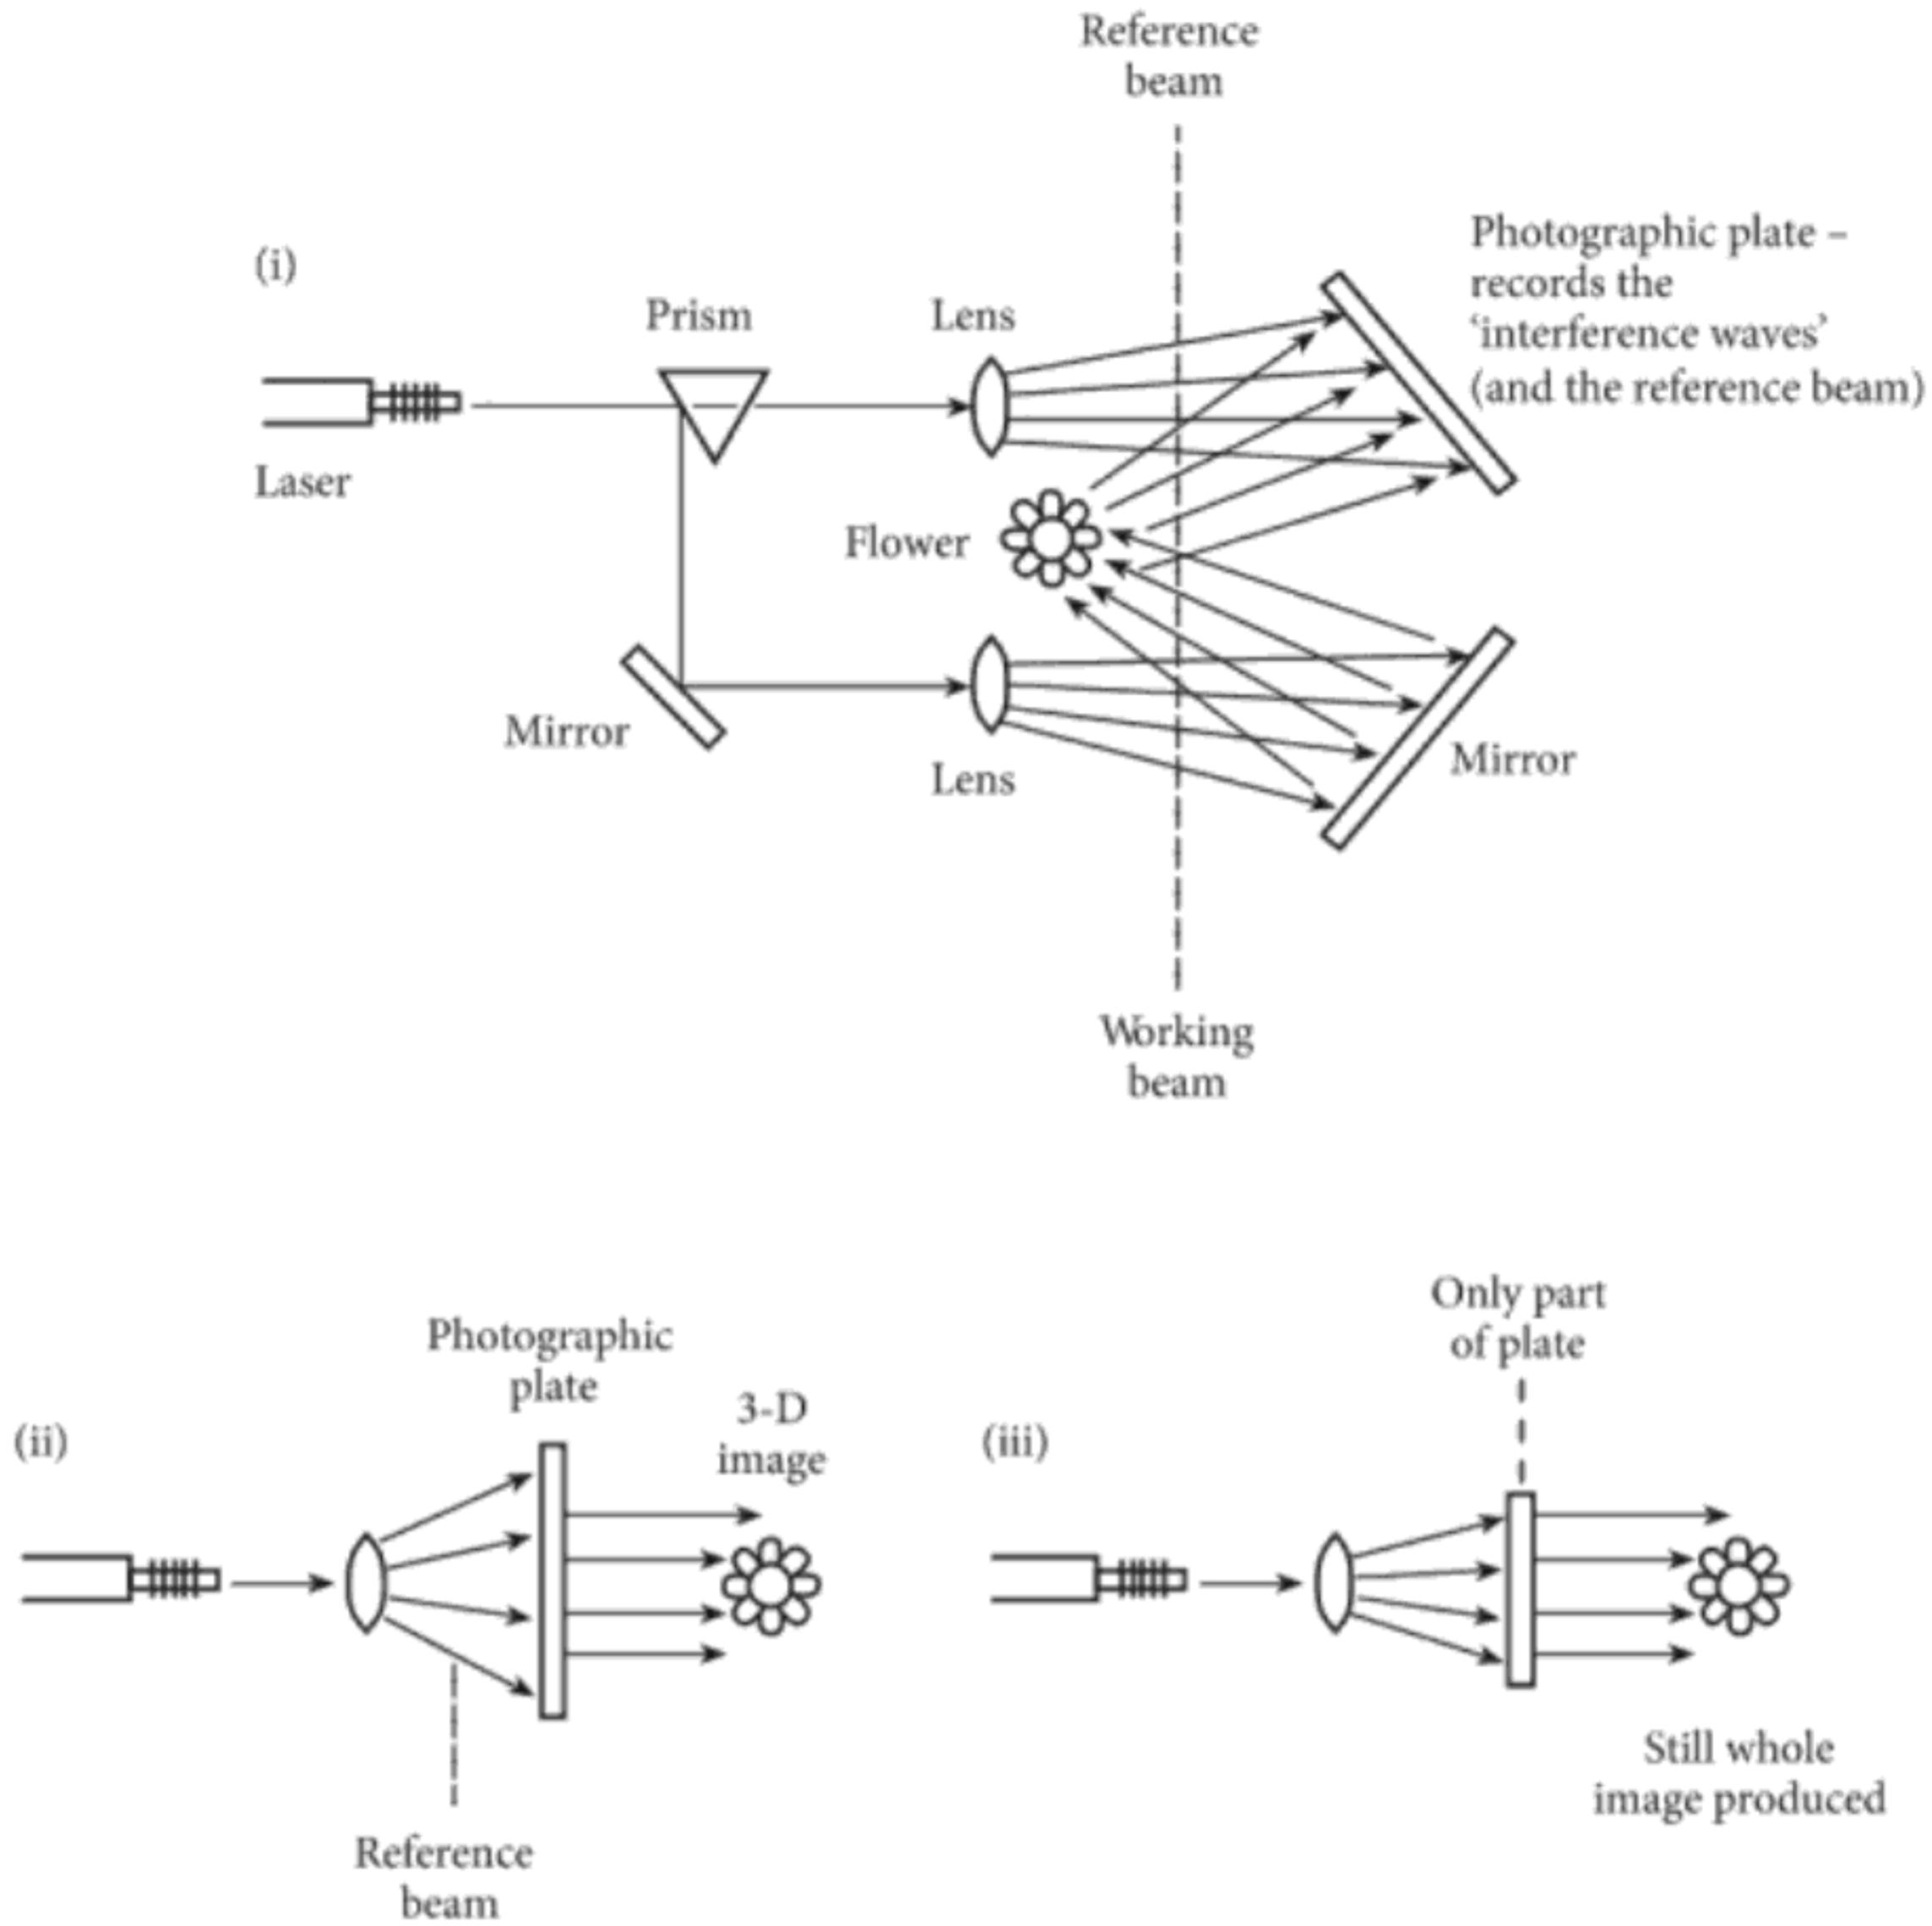 Reference
beam
(i)
Prism
Lens
Photographic plate –
records the
‘interference waves’
(and the reference beam)
Laser
Flower
Mirror
Lens
Mirror
Working
beam
Photographic
plate
3-D
image
(ii)
Reference
beam
Only part
of plate
(iii)
Still whole
image produced